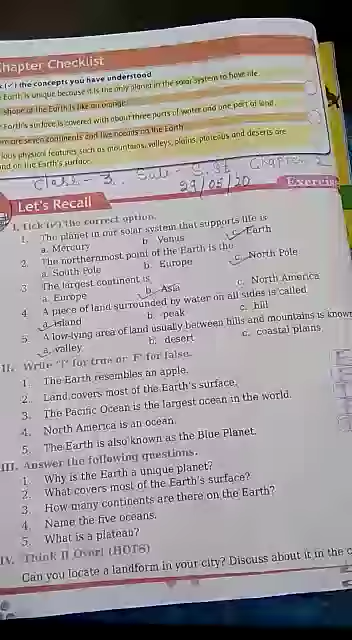 Chapter Checklist
(✓) the concepts you have understood
Earth is unique because it is the only planet in the solar system to have life.
shape of the Earth is like an orange.
Earth's surface is covered with about three parts of water and one part of land.
are seven continents and five oceans on the Earth.
ious physical features such as mountains, valleys, plains, plateaus and deserts are
nd on the Earth's surface.
Class - 3. Sub - S.St. Chapter 2
29/05/20
Exercis
Let's Recall
I. Tick (✓) the correct option.
1. The planet in our solar system that supports life is
a. Mercury b. Venus c. Earth
2. The northernmost point of the Earth is the
a. South Pole b. Europe c. North Pole
3. The largest continent is
a. Europe b. Asia c. North America
4. A piece of land surrounded by water on all sides is called
a. island b. peak c. hill
5. A low-lying area of land usually between hills and mountains is known
a. valley b. desert c. coastal plains
II. Write 'T' for true or 'F' for false.
1. The Earth resembles an apple.
2. Land covers most of the Earth's surface.
3. The Pacific Ocean is the largest ocean in the world.
4. North America is an ocean.
5. The Earth is also known as the Blue Planet.
III. Answer the following questions.
1. Why is the Earth a unique planet?
2. What covers most of the Earth's surface?
3. How many continents are there on the Earth?
4. Name the five oceans.
5. What is a plateau?
IV. Think It Over! (HOTS)
Can you locate a landform in your city? Discuss about it in the c